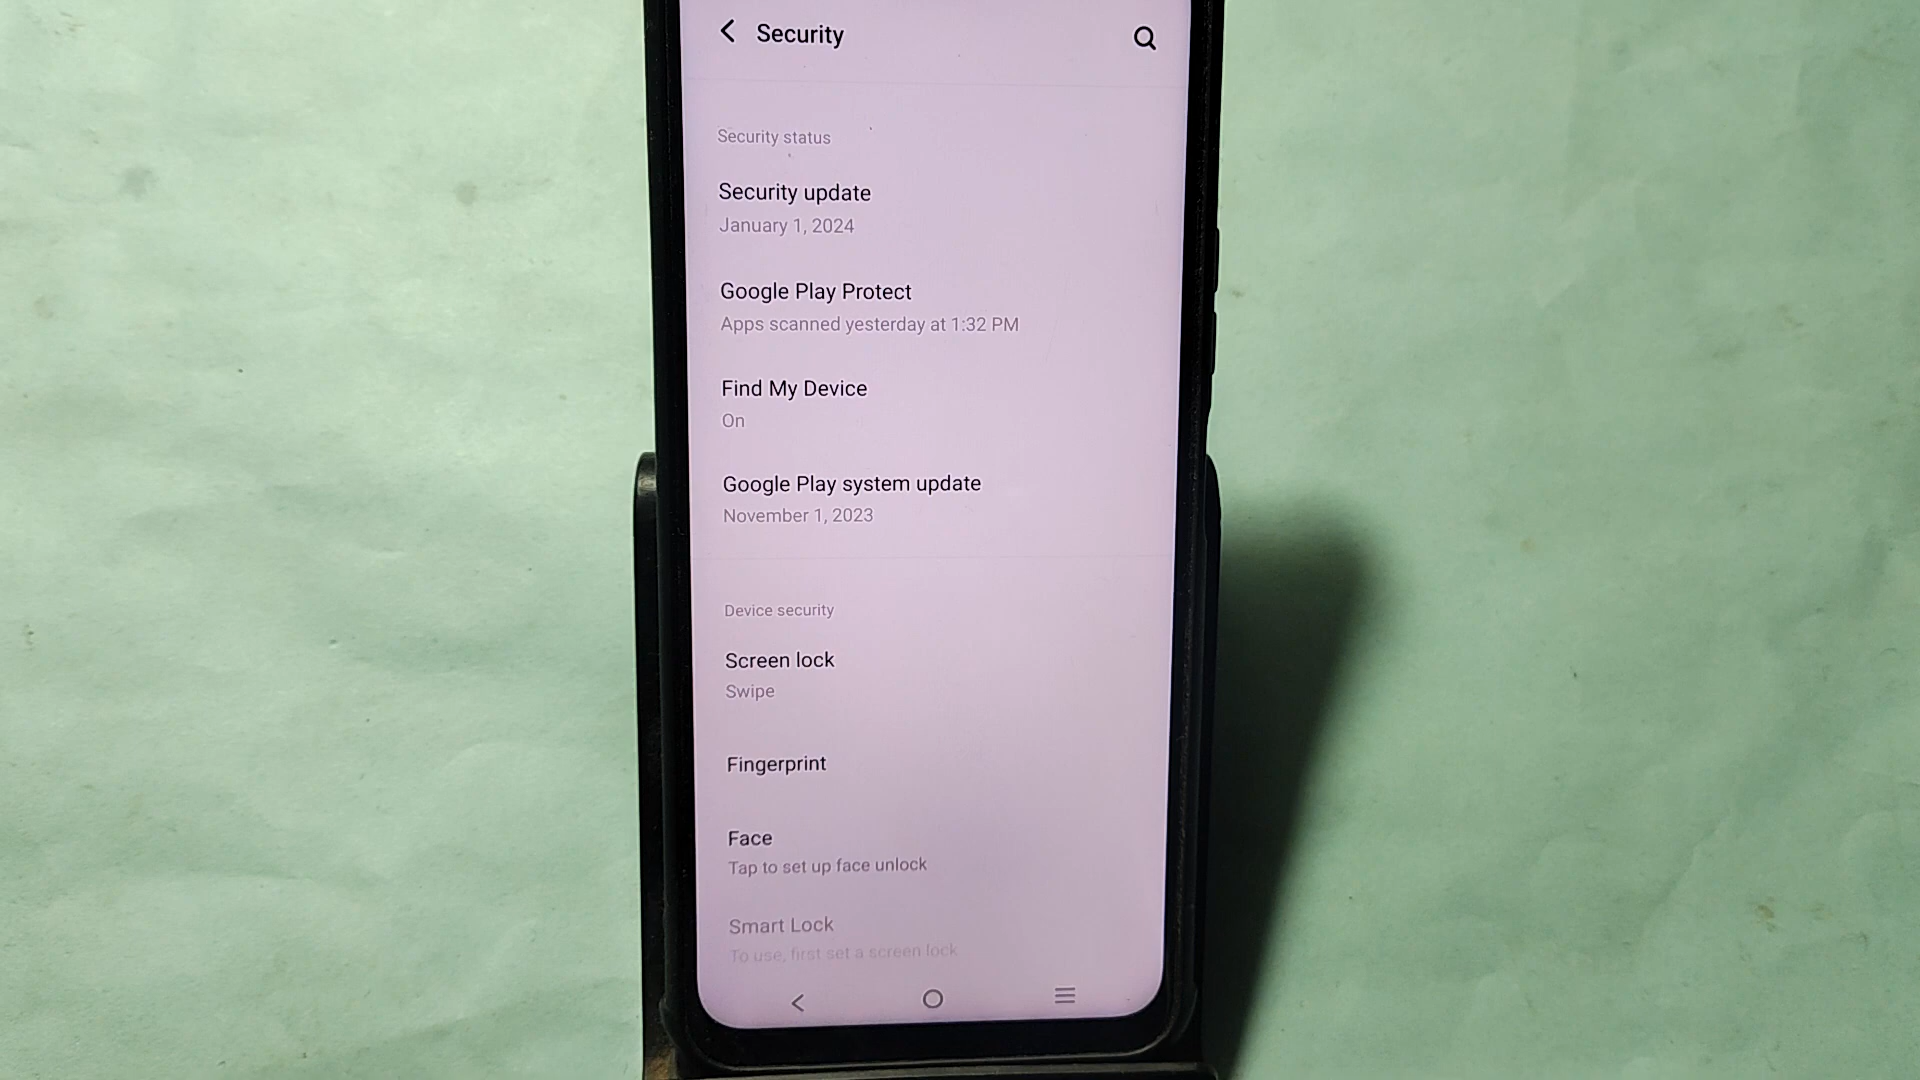 Security
Security status
Security update
January 1, 2024
Google Play Protect
Apps scanned yesterday at 1:32 PM
Find My Device
On
Google Play system update
November 1, 2023
Device security
Screen lock
Swipe
Fingerprint
Face
Tap to set up face unlock
Smart Lock
To use, first set a screen lock